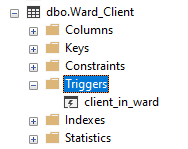 dbo.Ward_Client
Columns
Keys
Constraints
Triggers
client_in_ward
Indexes
Statistics